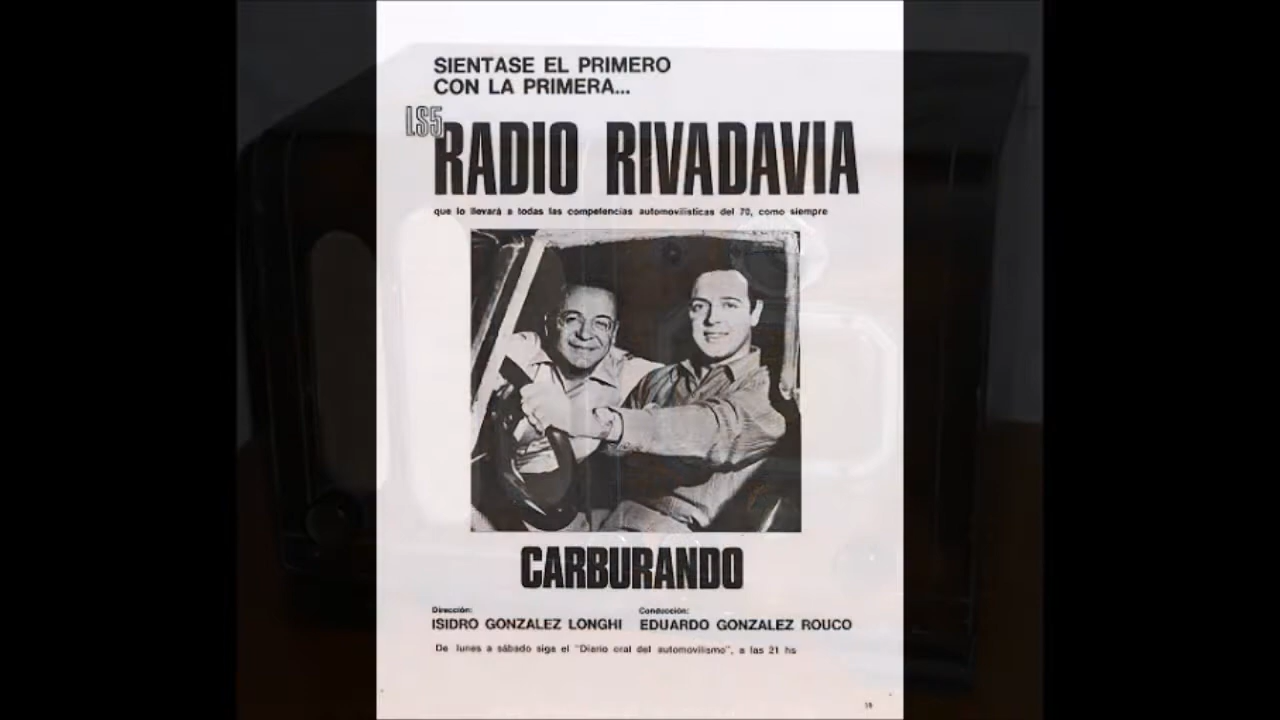 SIENTASE EL PRIMERO
CON LA PRIMERA...
LS5
RADIO RIVADAVIA
que lo llevará a todas las competencias automovilísticas del 70, como siempre
CARBURANDO
Dirección: Conducción:
ISIDRO GONZALEZ LONGHI EDUARDO GONZALEZ ROUCO
De lunes a sábado siga el "Diario oral del automovilismo", a las 21 hs